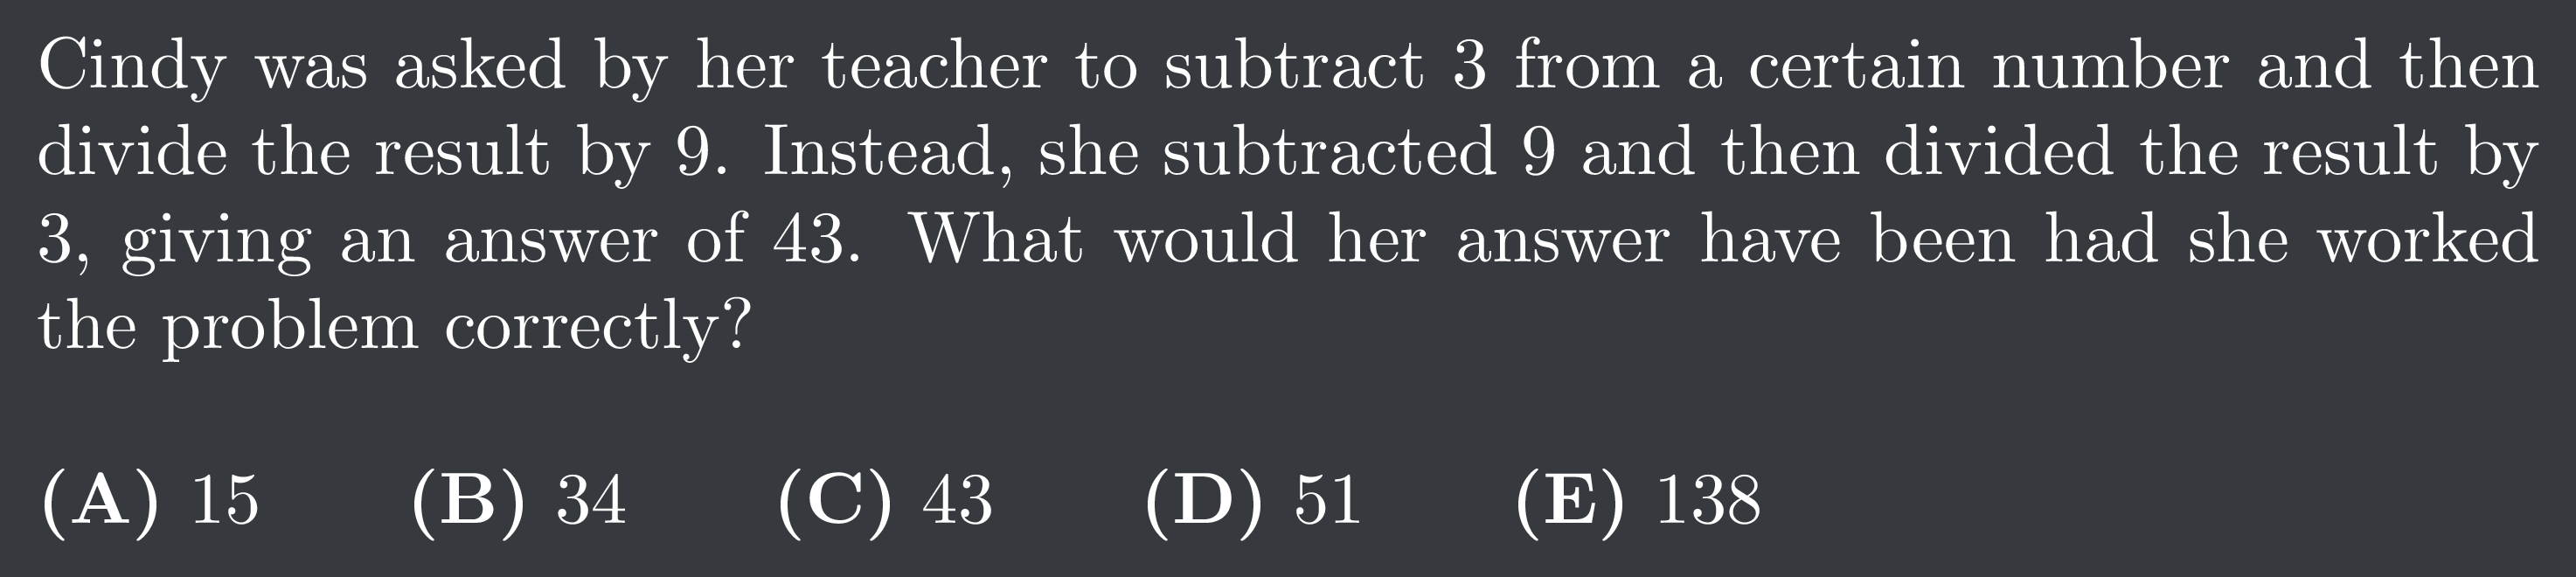 Cindy was asked by her teacher to subtract 3 from a certain number and then
divide the result by 9. Instead, she subtracted 9 and then divided the result by
3, giving an answer of 43. What would her answer have been had she worked
the problem correctly?
(A) 15 (B) 34 (C) 43 (D) 51 (E) 138